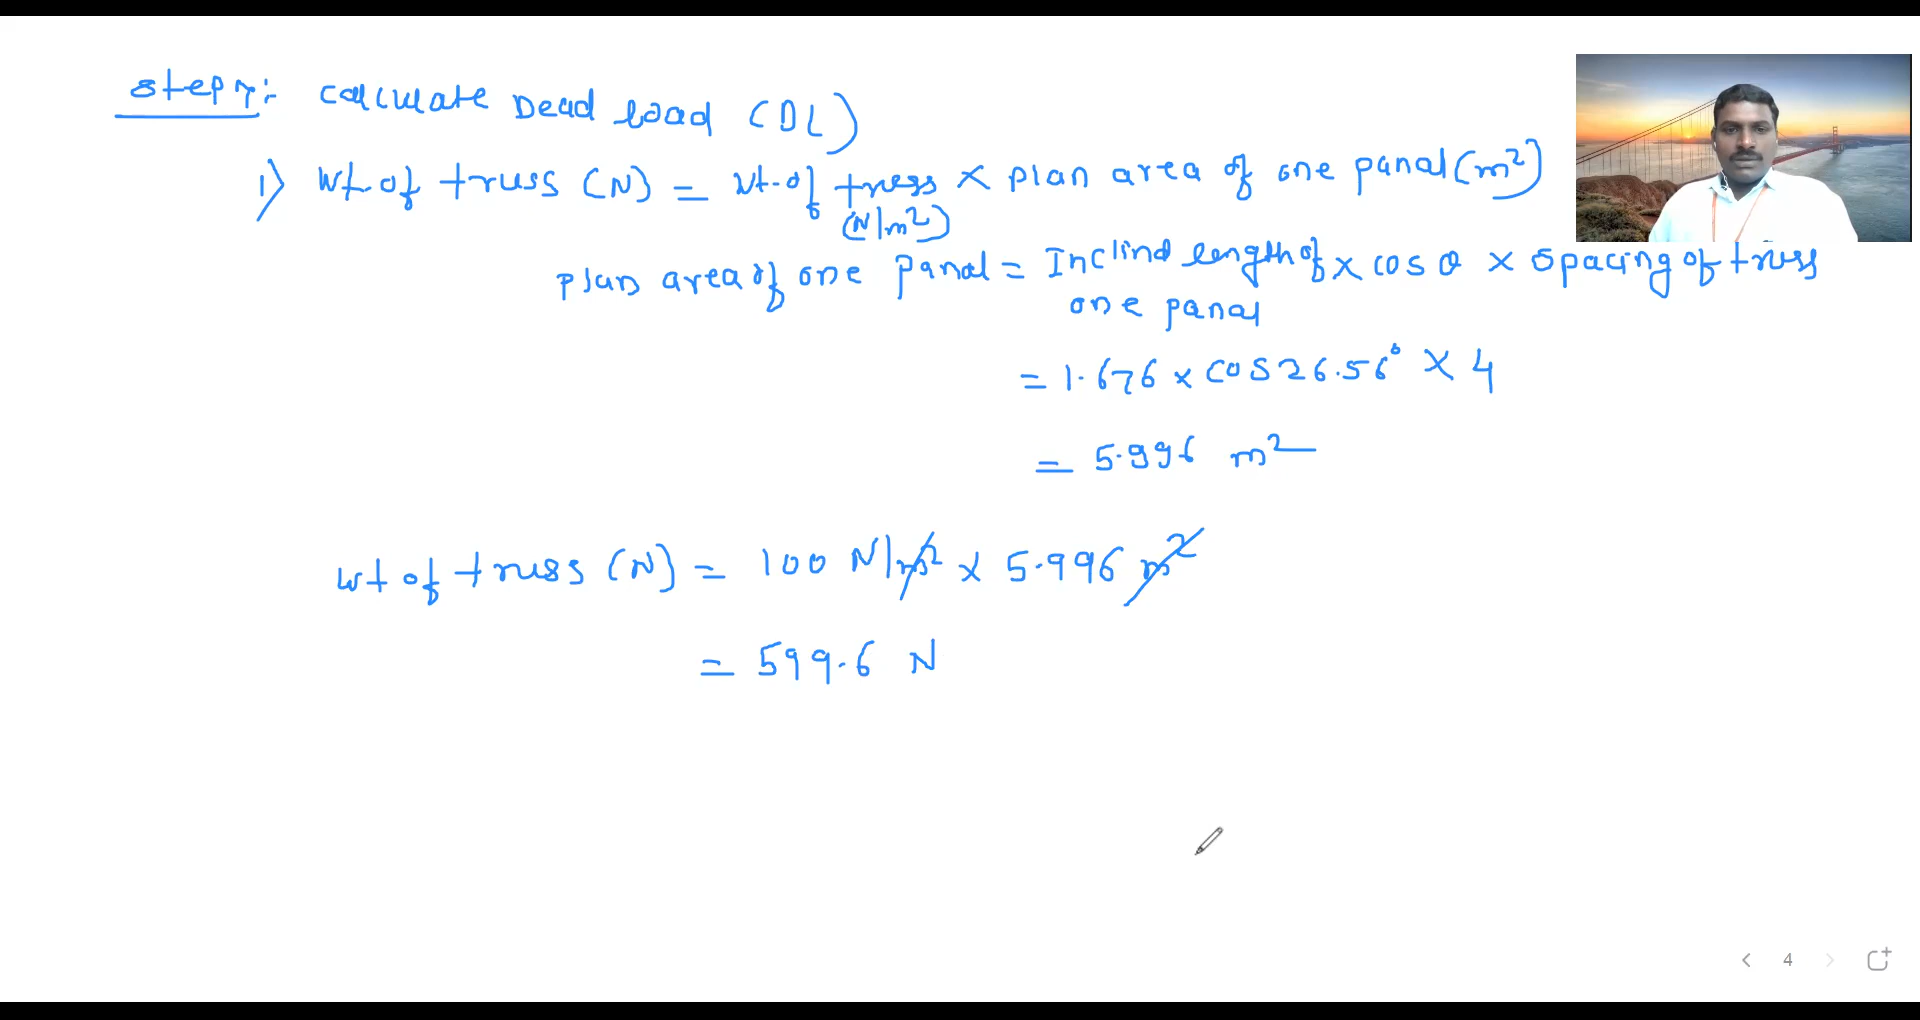 step 7:- calculate Dead load (DL)
1) wt of truss (N) = wt. of truss × plan area of one panal (m²)
(N/m²)
plan area of one panal = Inclind length of × cos θ × spacing of truss
one panal
= 1.676 × cos 26.56° × 4
= 5.996 m²
wt of truss (N) = 100 N/m² × 5.996 m²
= 599.6 N
4